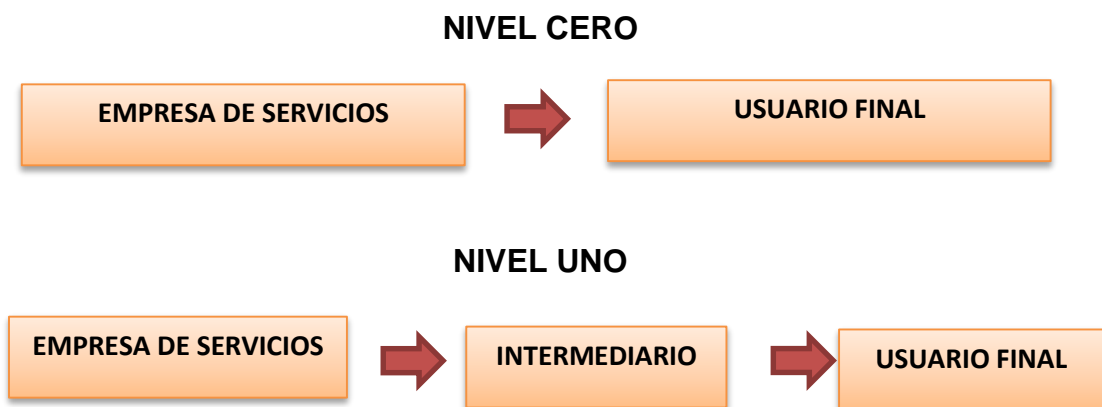 NIVEL CERO
EMPRESA DE SERVICIOS
USUARIO FINAL
NIVEL UNO
EMPRESA DE SERVICIOS
INTERMEDIARIO
USUARIO FINAL